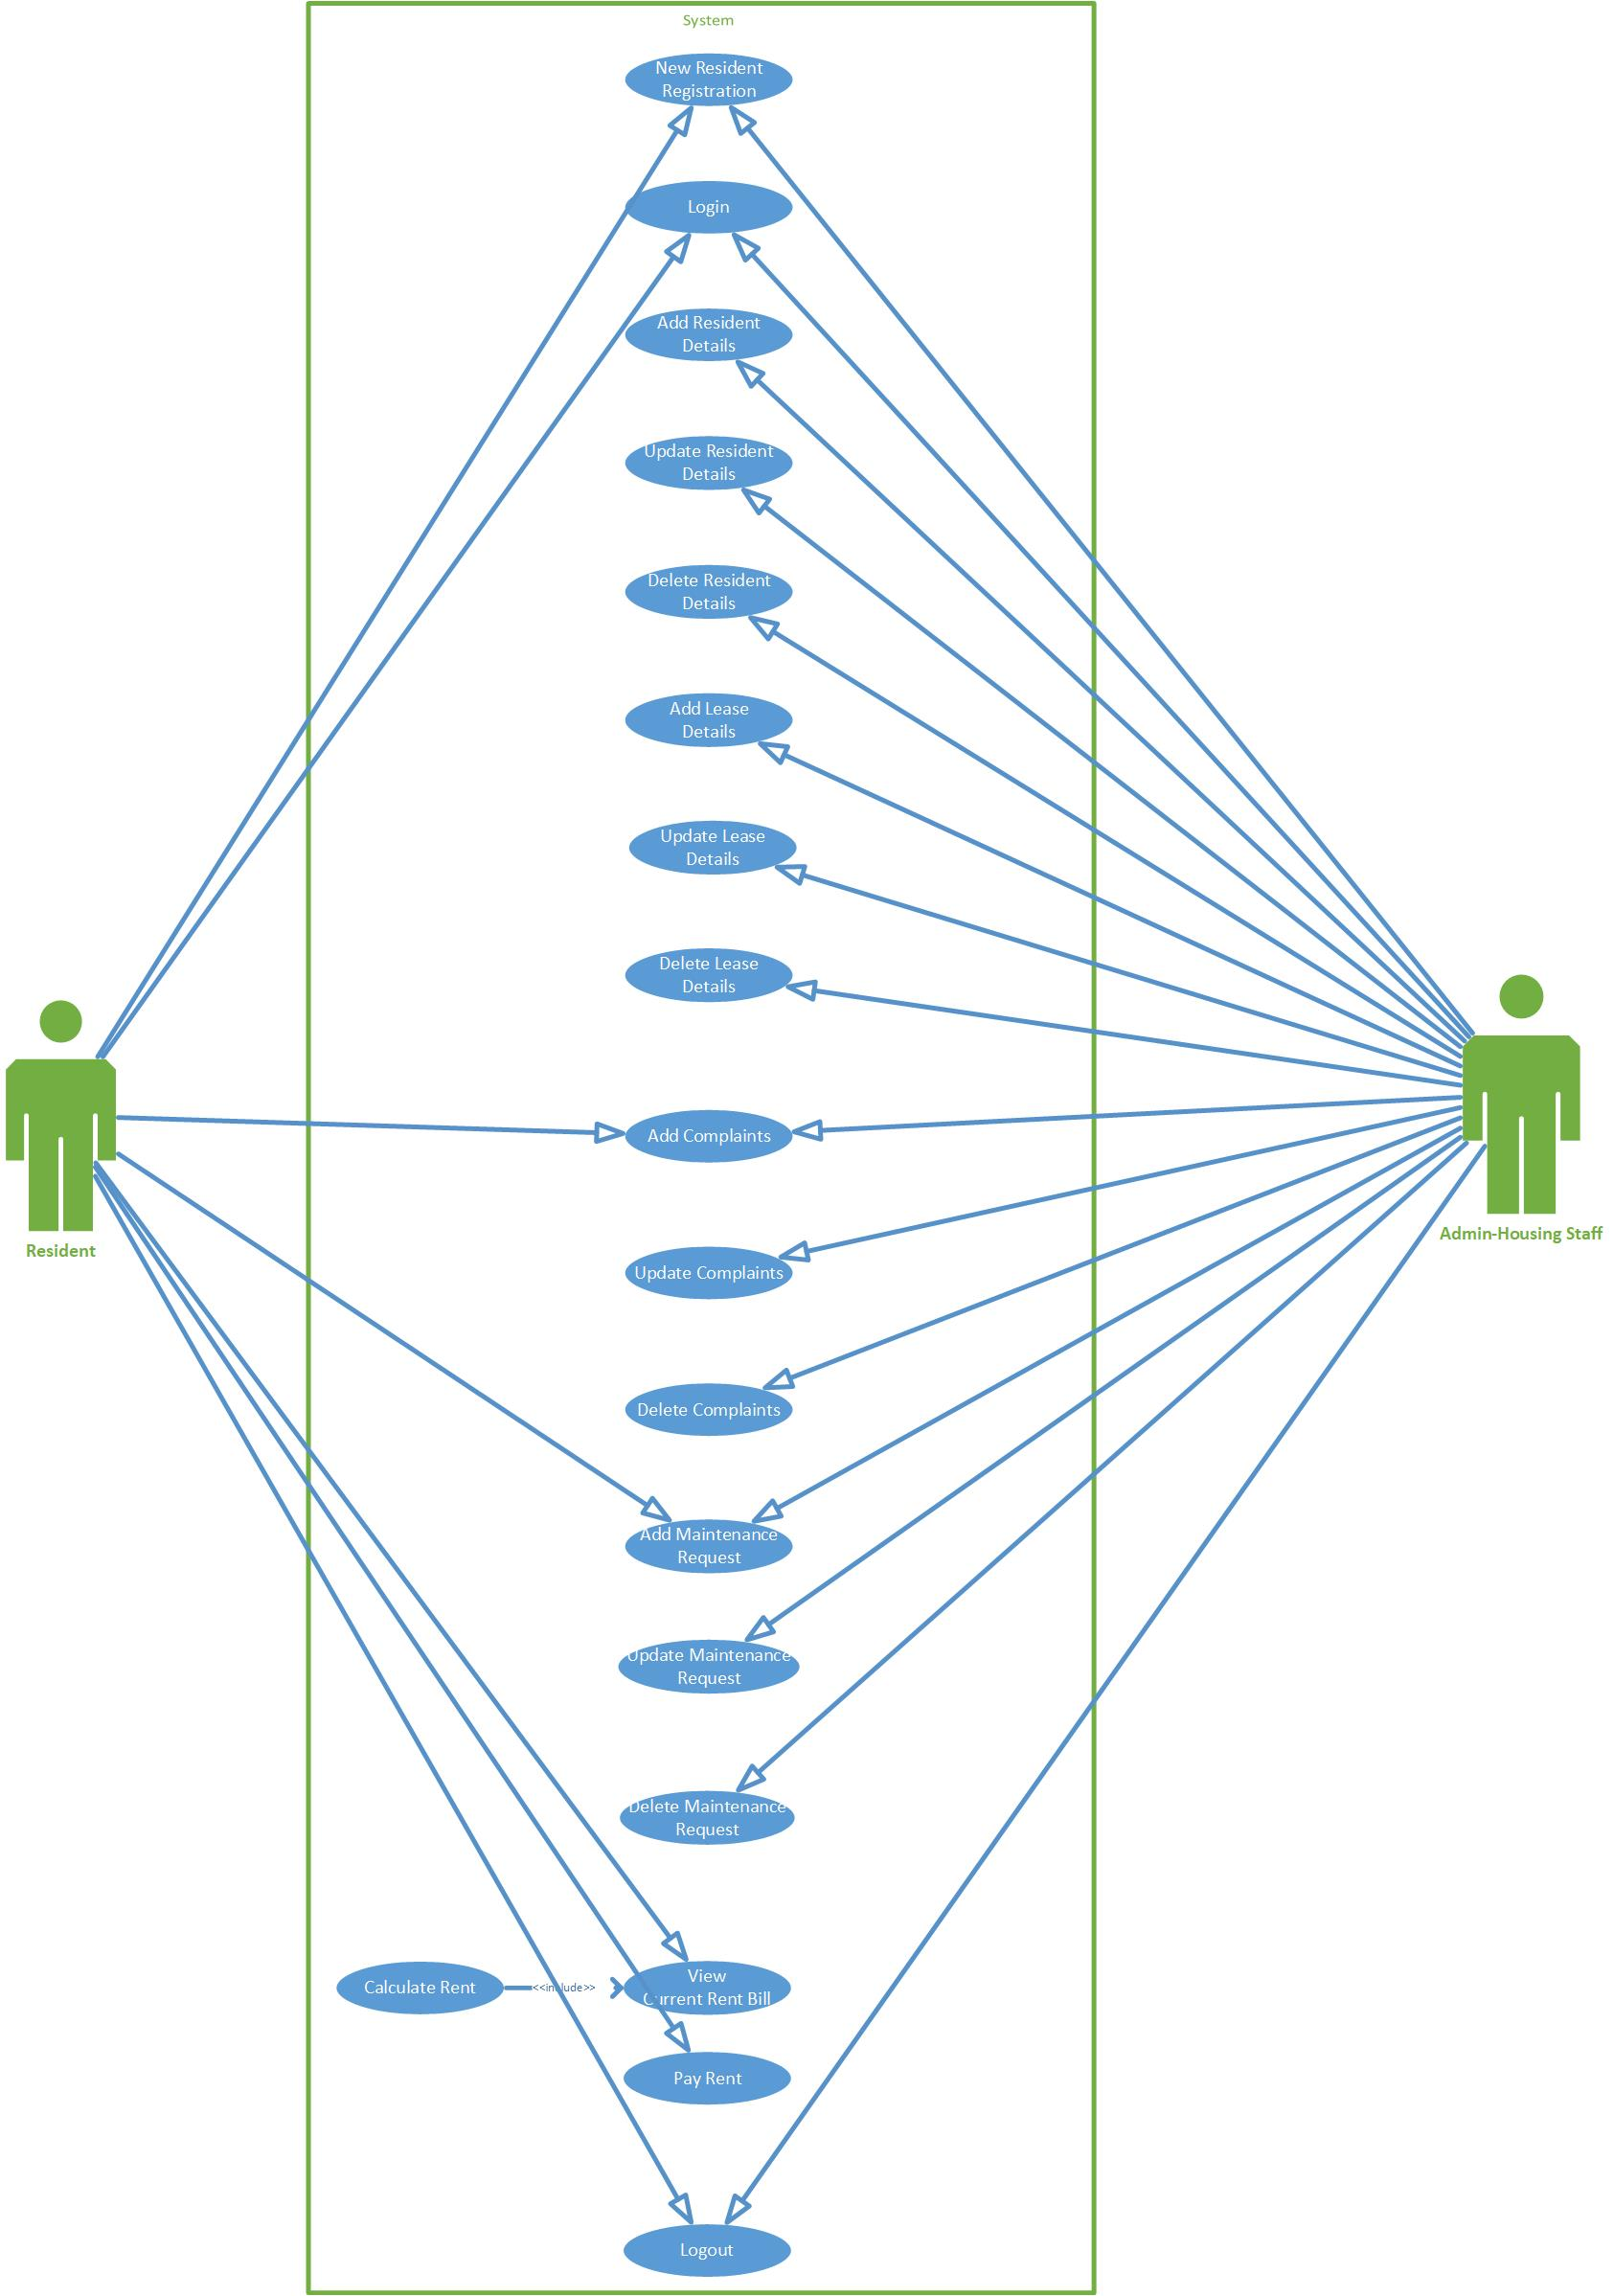 System
New Resident
Registration
Login
Add Resident
Details
Update Resident
Details
Delete Resident
Details
Add Lease
Details
Update Lease
Details
Delete Lease
Details
Add Complaints
Resident
Admin-Housing Staff
Update Complaints
Delete Complaints
Add Maintenance
Request
Update Maintenance
Request
Delete Maintenance
Request
Calculate Rent
<<include>>
View
Current Rent Bill
Pay Rent
Logout